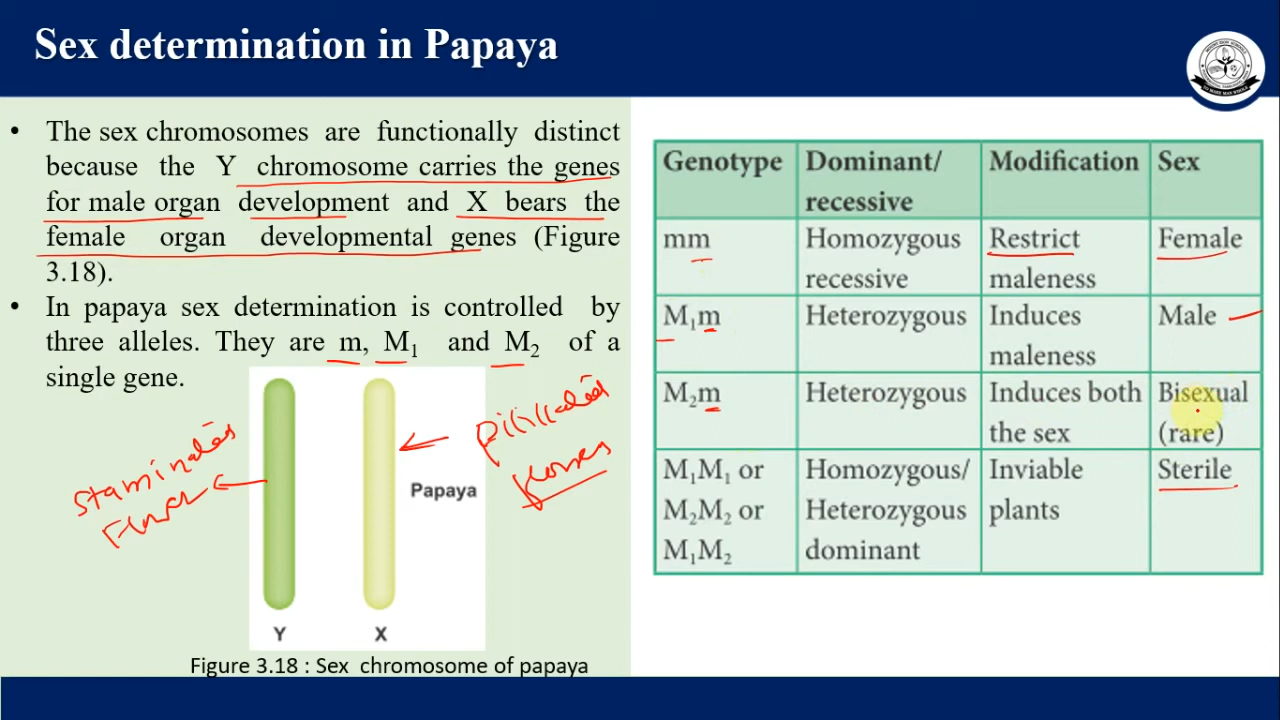 Sex determination in Papaya
• The sex chromosomes are functionally distinct
because the Y chromosome carries the genes
for male organ development and X bears the
female organ developmental genes (Figure
3.18).
• In papaya sex determination is controlled by
three alleles. They are m, M₁ and M₂ of a
single gene.
Staminates
Flower
Papaya
Y X
Figure 3.18 : Sex chromosome of papaya
Genotype Dominant/ Modification Sex
recessive
mm Homozygous Restrict Female
recessive maleness
M₁m Heterozygous Induces Male
maleness
M₂m Heterozygous Induces both Bisexual
the sex (rare)
M₁M₁ or Homozygous/ Inviable Sterile
M₂M₂ or Heterozygous plants
M₁M₂ dominant